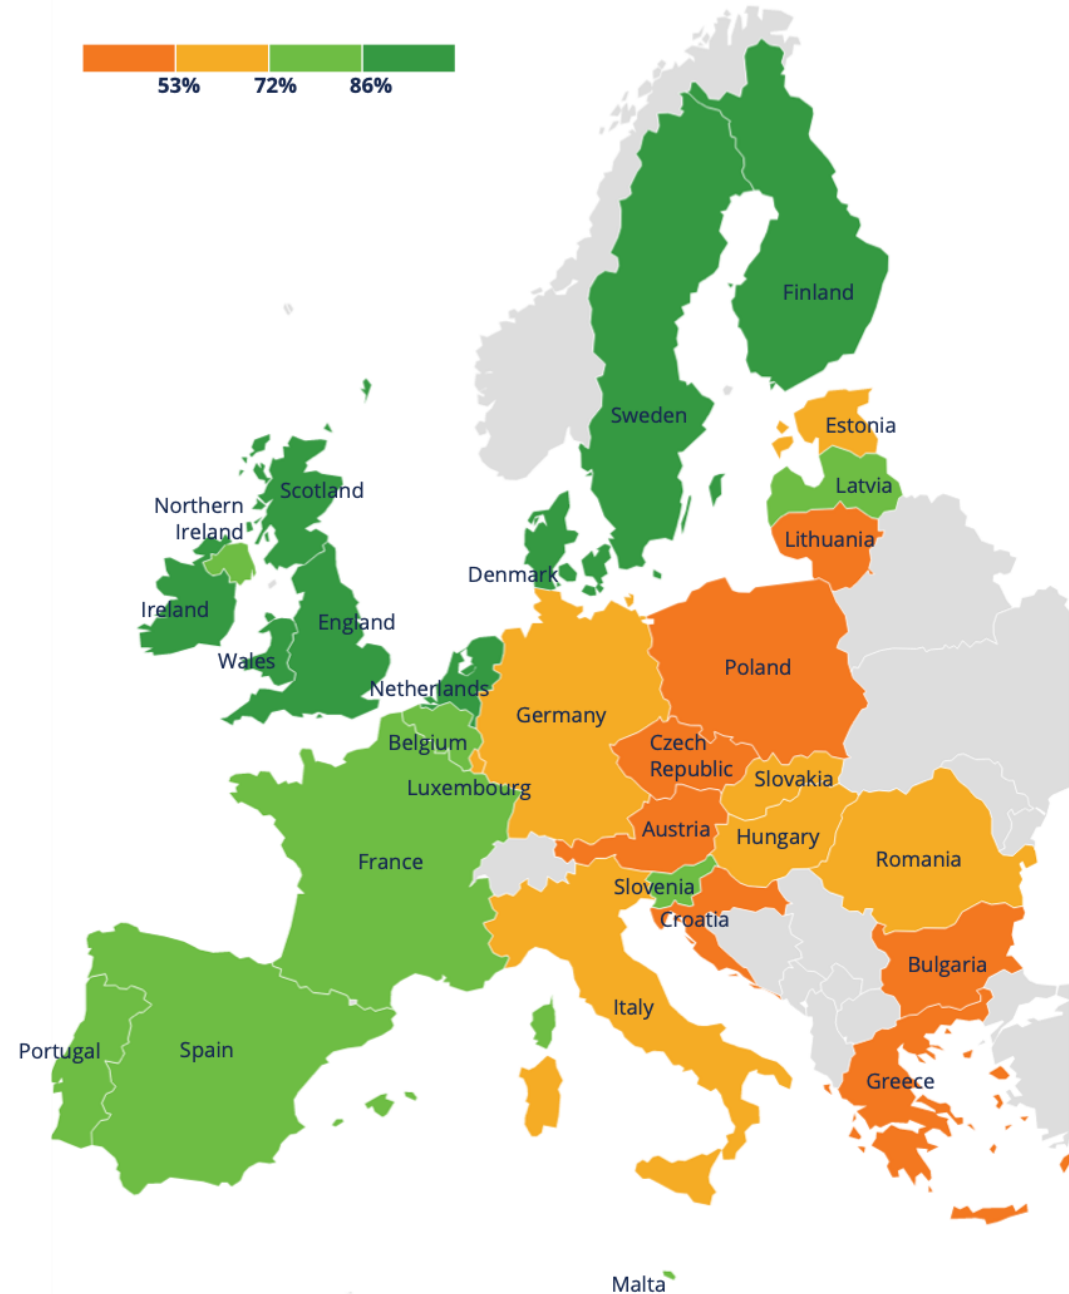 53%
72%
86%
Finland
Sweden
Estonia
Latvia
Scotland
Northern
Ireland
Lithuania
Denmark
Ireland
England
Wales
Poland
Netherlands
Germany
Belgium
Czech
Republic
Slovakia
Luxembourg
Austria
Hungary
France
Romania
Slovenia
Croatia
Bulgaria
Italy
Portugal
Spain
Greece
Malta